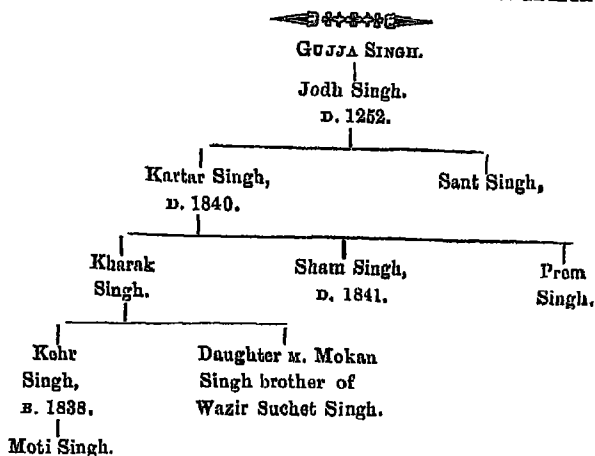 GUJJA SINGH.
Jodh Singh.
D. 1252.
Kartar Singh,
D. 1840.
Sant Singh,
Kharak
Singh.
Sham Singh,
D. 1841.
Prem
Singh.
Kehr
Singh,
B. 1838.
Daughter M. Mokan
Singh brother of
Wazir Suchet Singh.
Moti Singh.